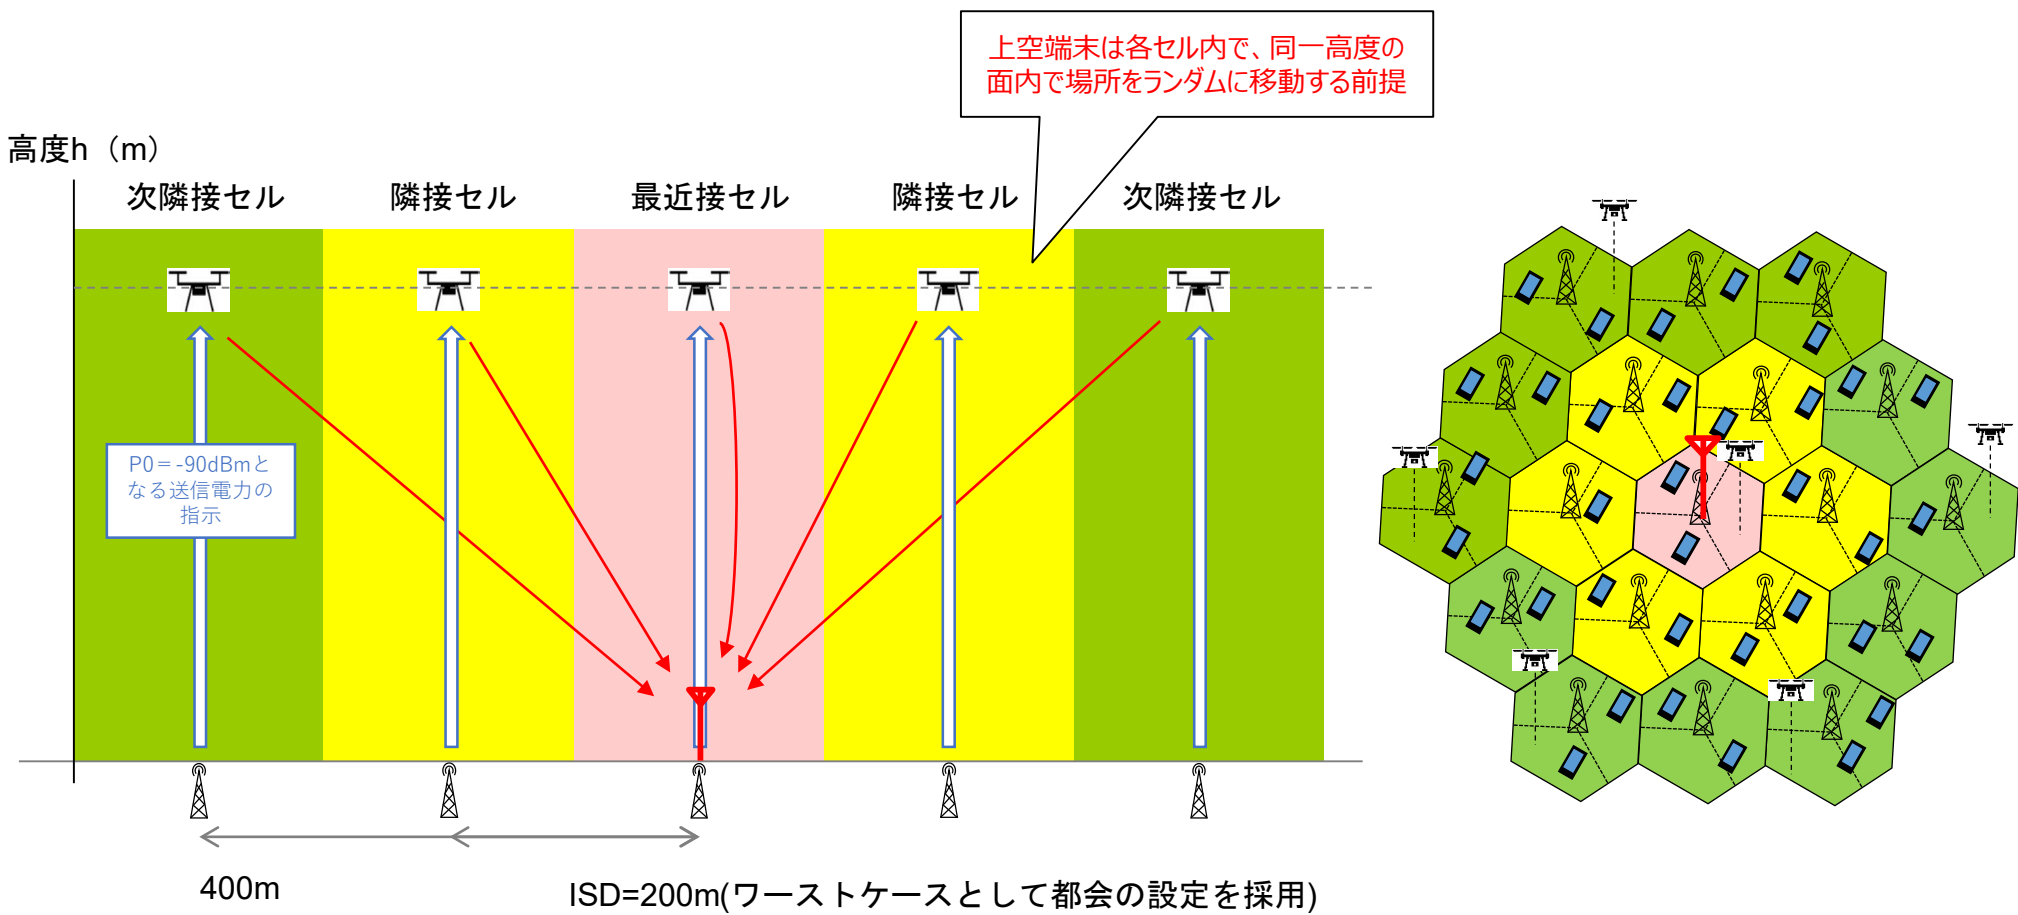 上空端末は各セル内で、同一高度の
面内で場所をランダムに移動する前提
高度h（m）
次隣接セル
隣接セル
最近接セル
隣接セル
次隣接セル
P0＝-90dBmと
なる送信電力の
指示
400m
ISD=200m(ワーストケースとして都会の設定を採用)